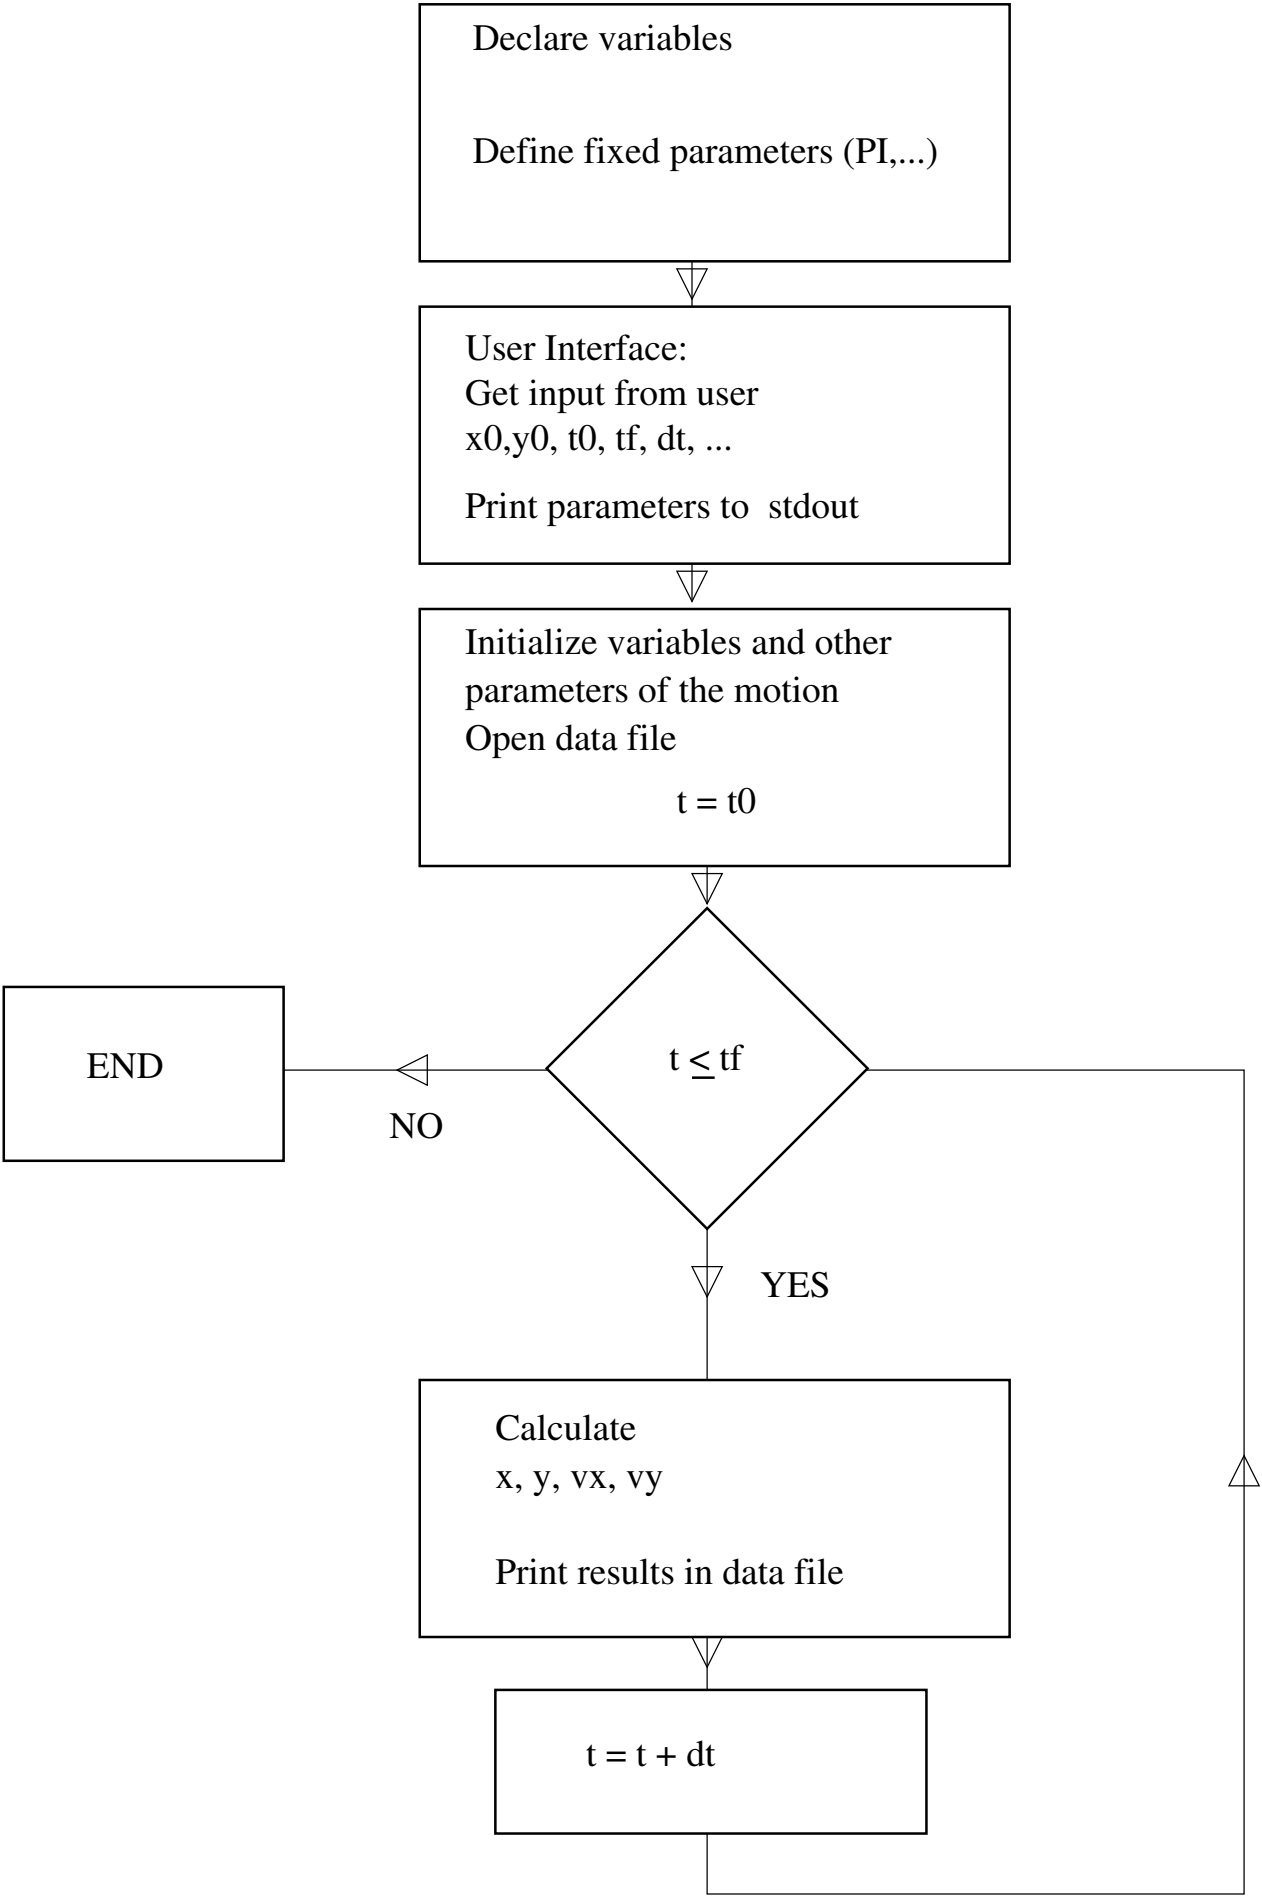 Declare variables
Define fixed parameters (PI,...)
User Interface:
Get input from user
x0,y0, t0, tf, dt, ...
Print parameters to  stdout
Initialize variables and other
parameters of the motion
Open data file
t = t0
t ≤ tf
END
NO
YES
Calculate
x, y, vx, vy
Print results in data file
t = t + dt